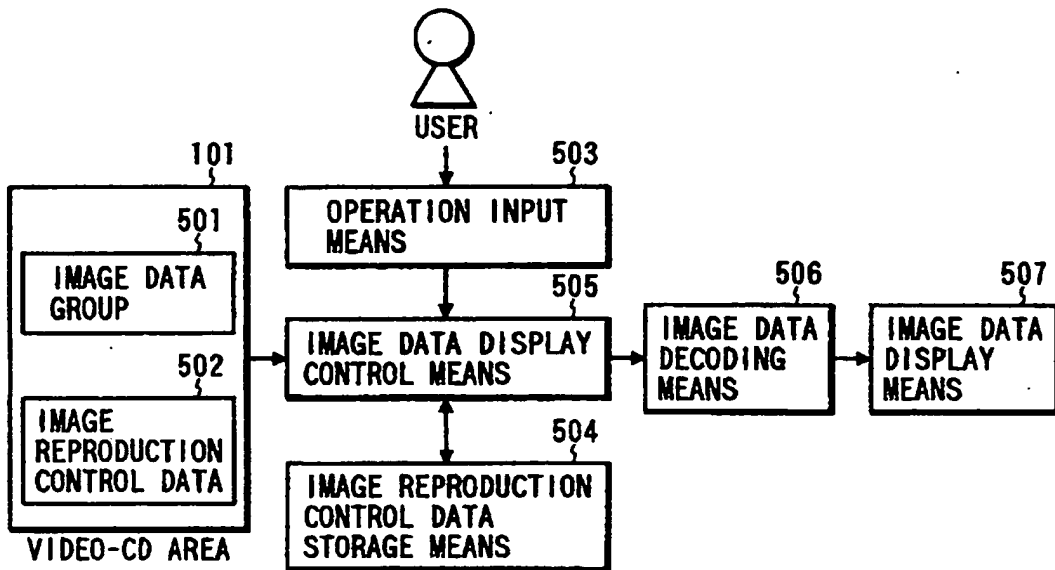 USER
101
503
501
OPERATION INPUT
MEANS
IMAGE DATA
GROUP
505
506
507
IMAGE DATA DISPLAY
CONTROL MEANS
IMAGE DATA
DECODING
MEANS
IMAGE DATA
DISPLAY
MEANS
502
IMAGE
REPRODUCTION
CONTROL DATA
504
IMAGE REPRODUCTION
CONTROL DATA
STORAGE MEANS
VIDEO-CD AREA